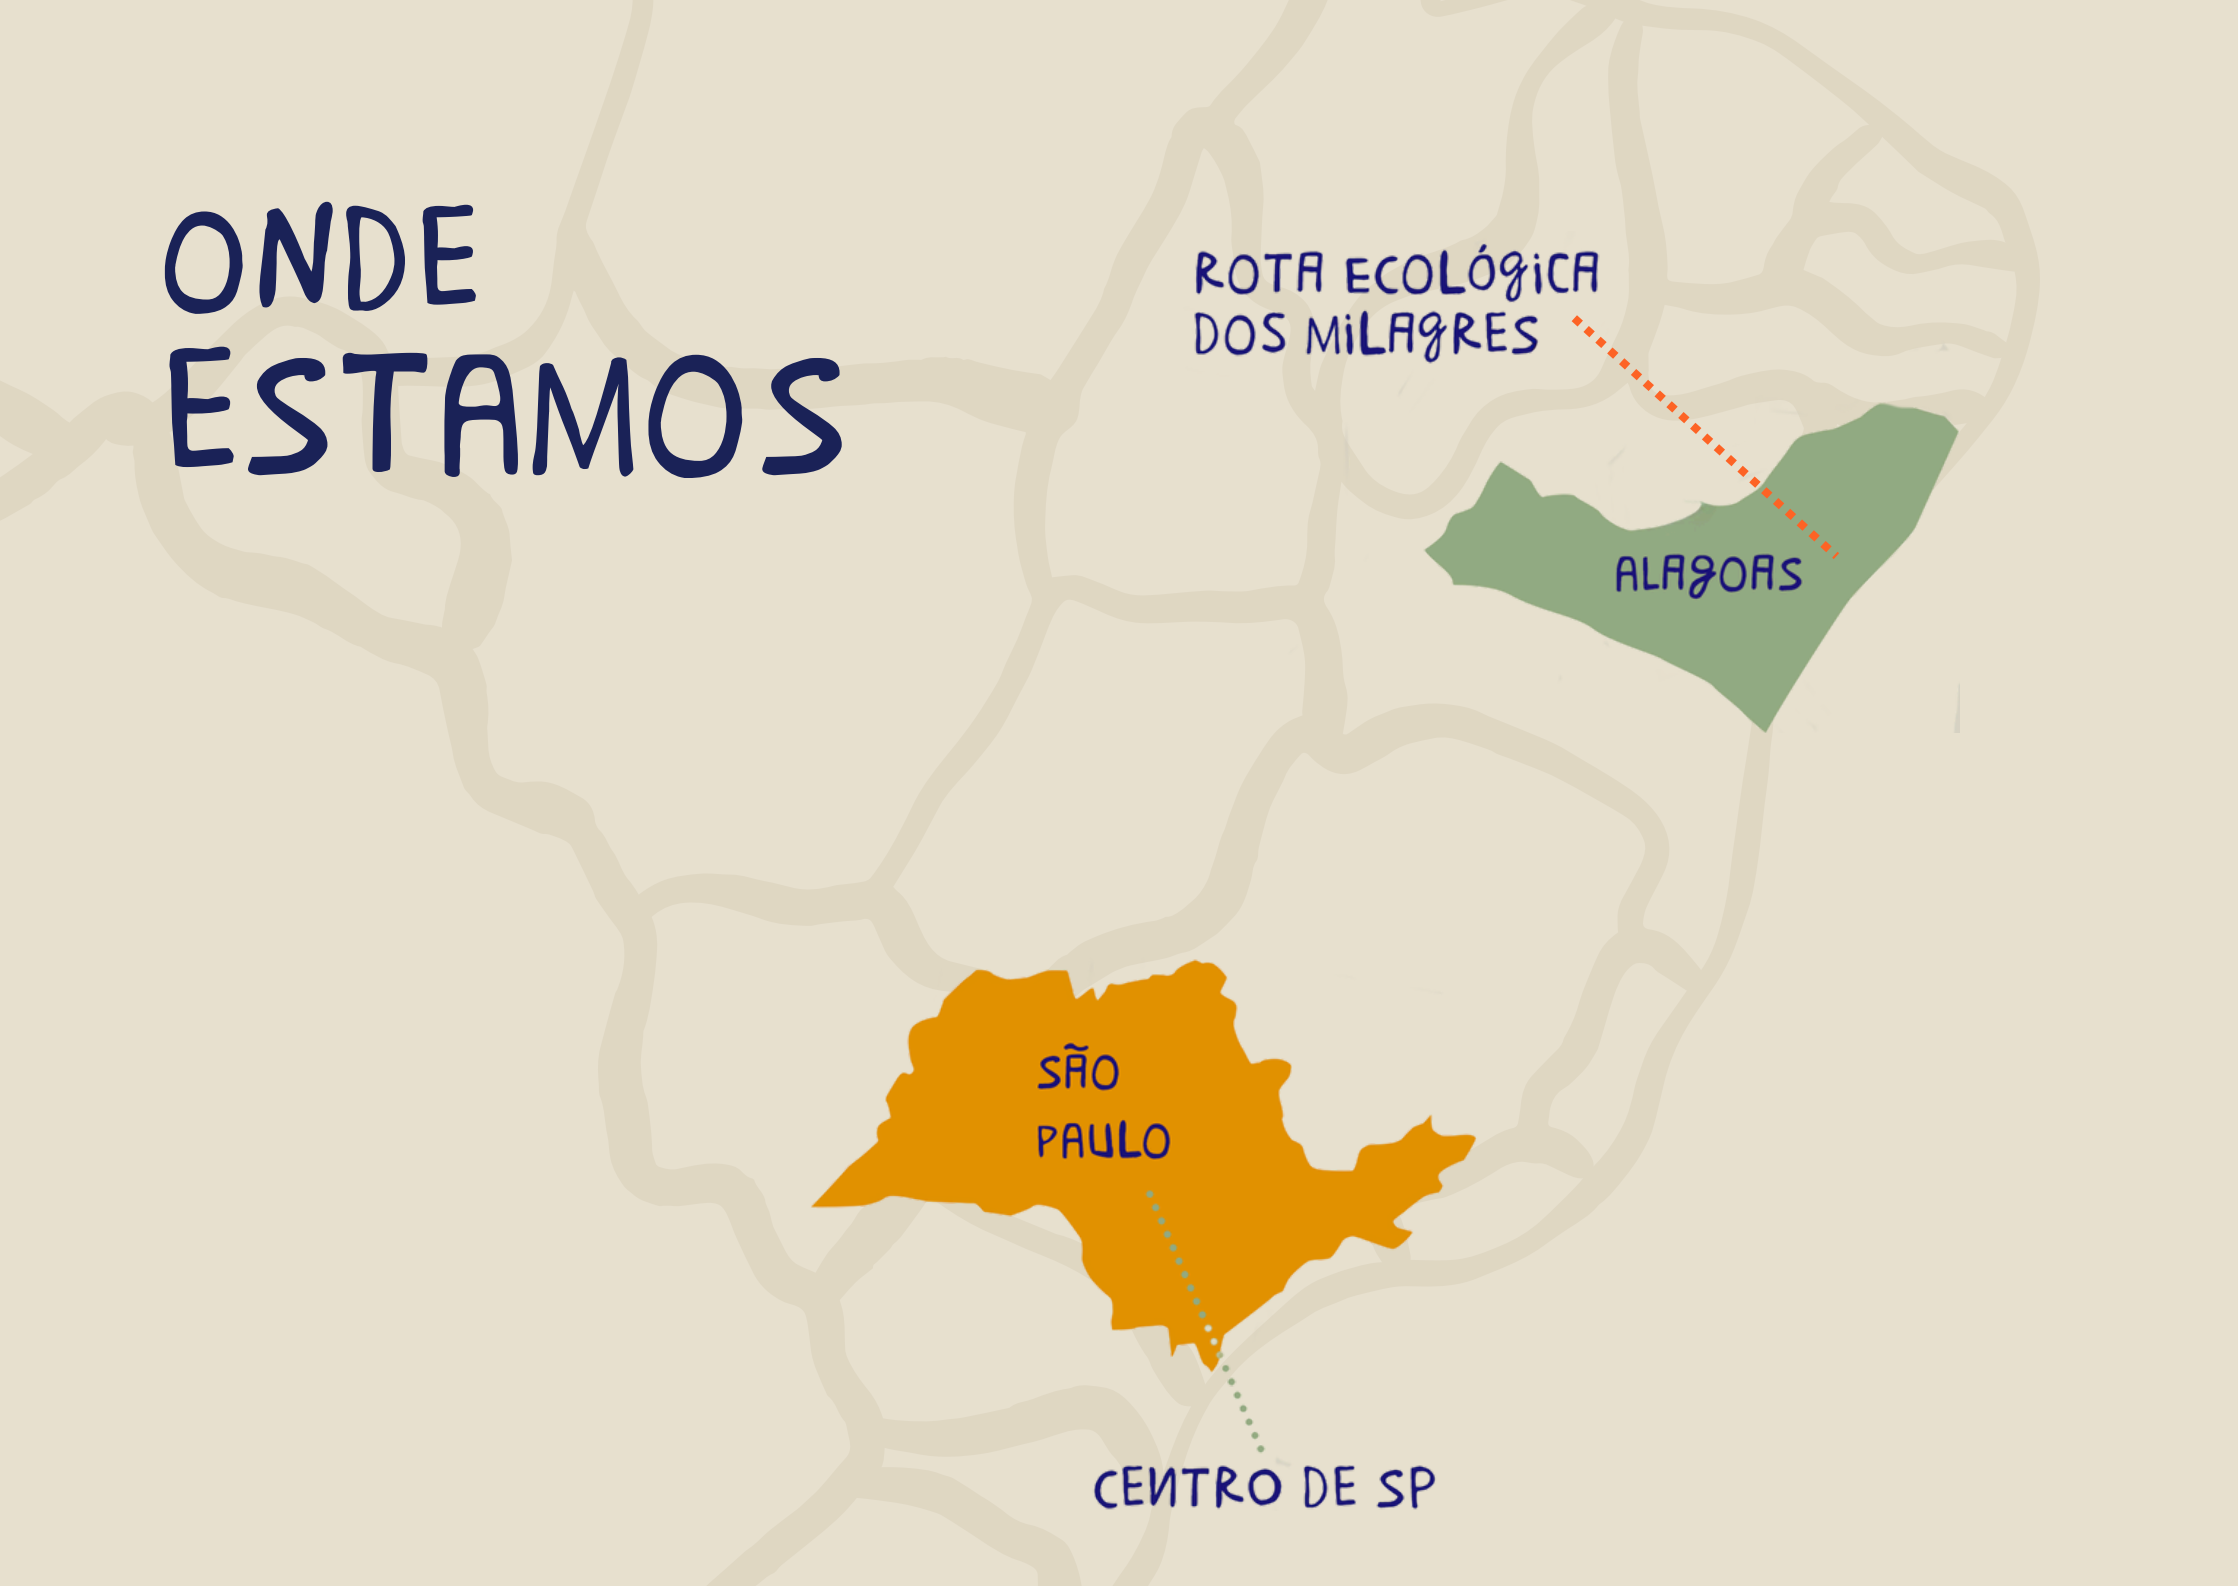 ONDE
ESTAMOS
ROTA ECOLÓGICA
DOS MILAGRES
ALAGOAS
SÃO
PAULO
CENTRO DE SP